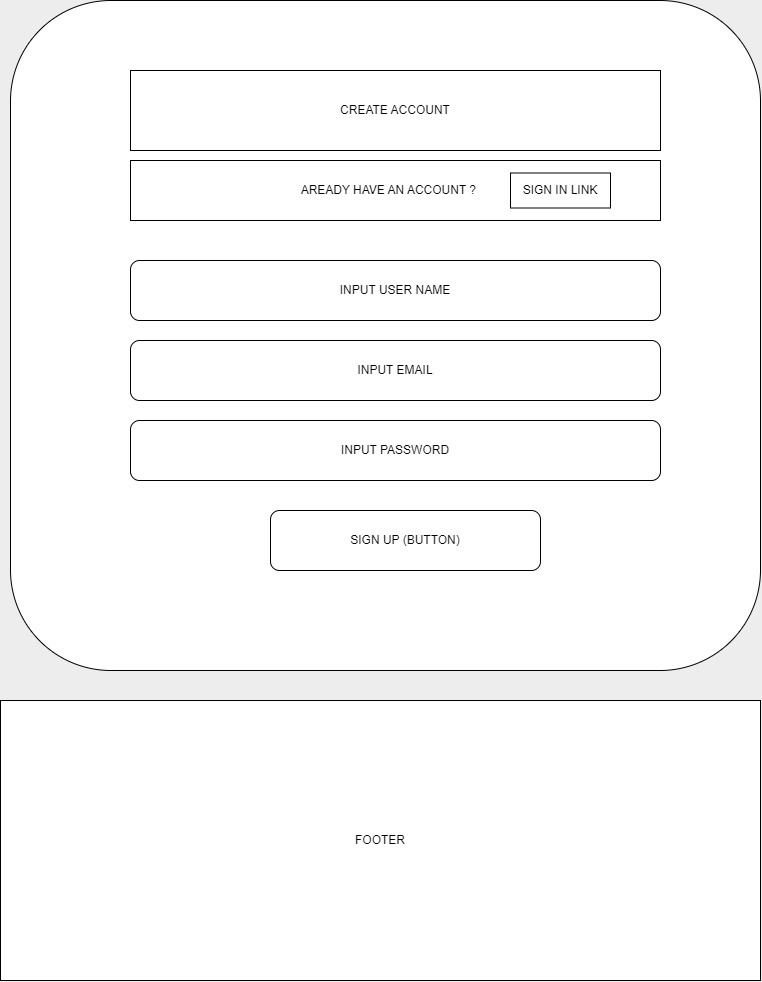 CREATE ACCOUNT
AREADY HAVE AN ACCOUNT ? SIGN IN LINK
INPUT USER NAME
INPUT EMAIL
INPUT PASSWORD
SIGN UP (BUTTON)
FOOTER